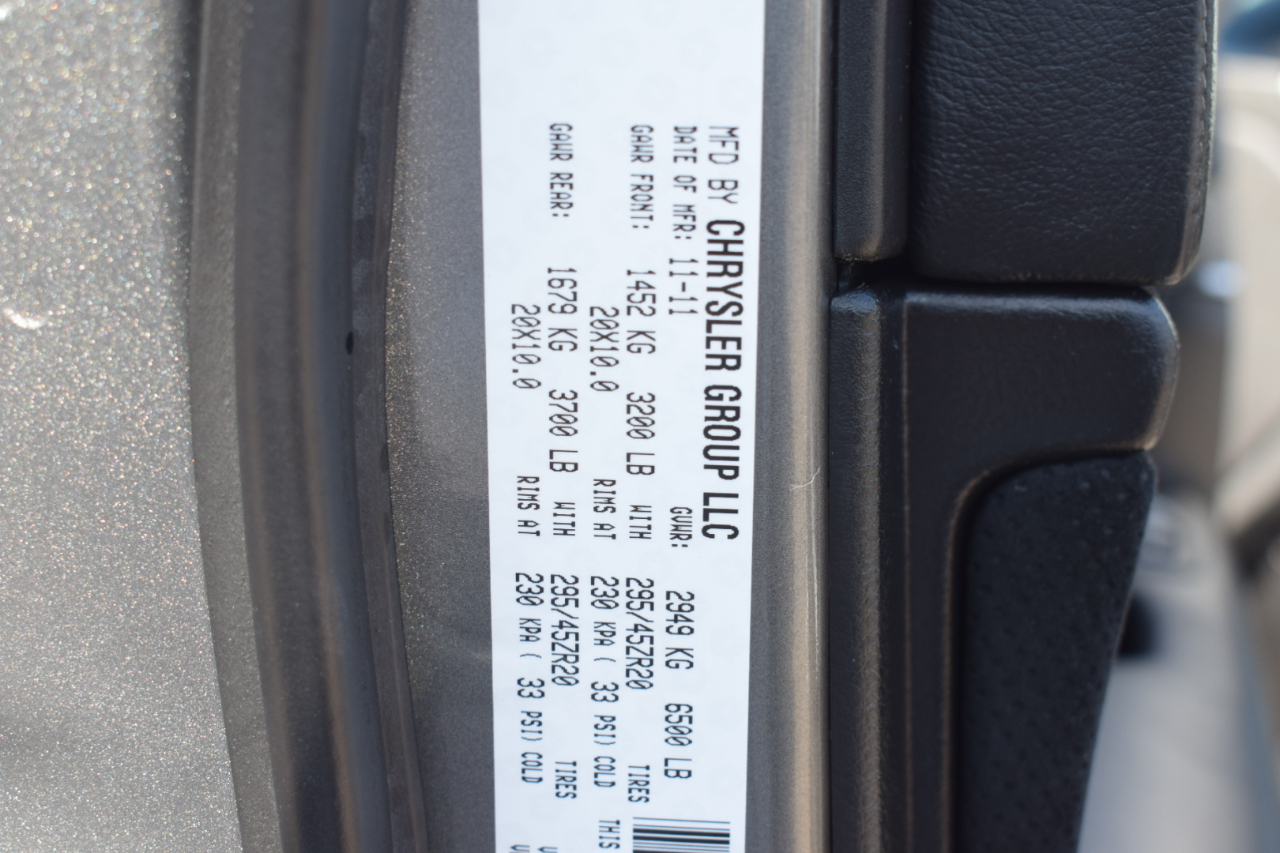 MFD BY CHRYSLER GROUP LLC
DATE OF MFR: 11-11 GVWR: 2949 KG 6500 LB
GAWR FRONT: 1452 KG 3200 LB WITH 295/45ZR20 TIRES
20X10.0 RIMS AT 230 KPA ( 33 PSI) COLD THIS
GAWR REAR: 1679 KG 3700 LB WITH 295/45ZR20 TIRES
20X10.0 RIMS AT 230 KPA ( 33 PSI) COLD